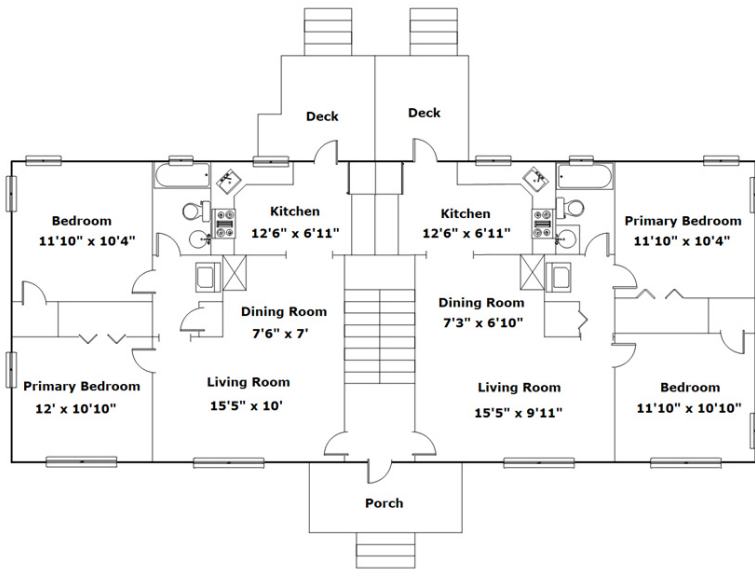 Deck
Deck
Bedroom
11'10" x 10'4"
Kitchen
12'6" x 6'11"
Kitchen
12'6" x 6'11"
Primary Bedroom
11'10" x 10'4"
Dining Room
7'6" x 7'
Dining Room
7'3" x 6'10"
Primary Bedroom
12' x 10'10"
Living Room
15'5" x 10'
Living Room
15'5" x 9'11"
Bedroom
11'10" x 10'10"
Porch